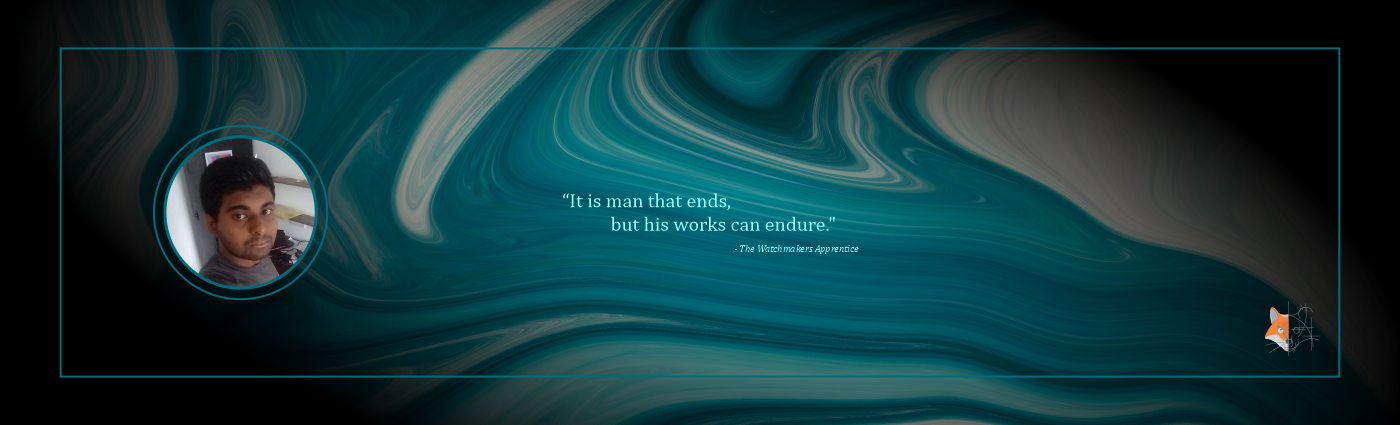 “It is man that ends,
but his works can endure."
- The Watchmakers Apprentice